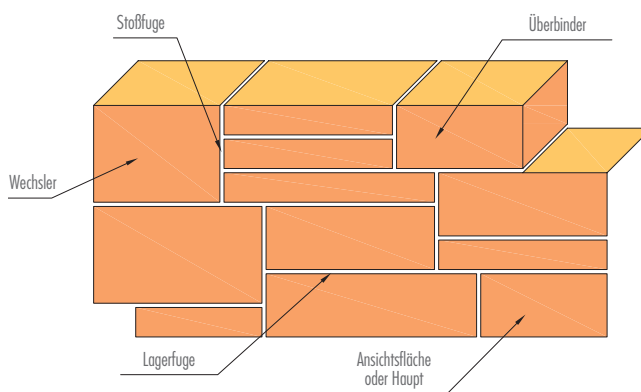 Stoßfuge
Überbinder
Wechsler
Lagerfuge
Ansichtsfläche
oder Haupt